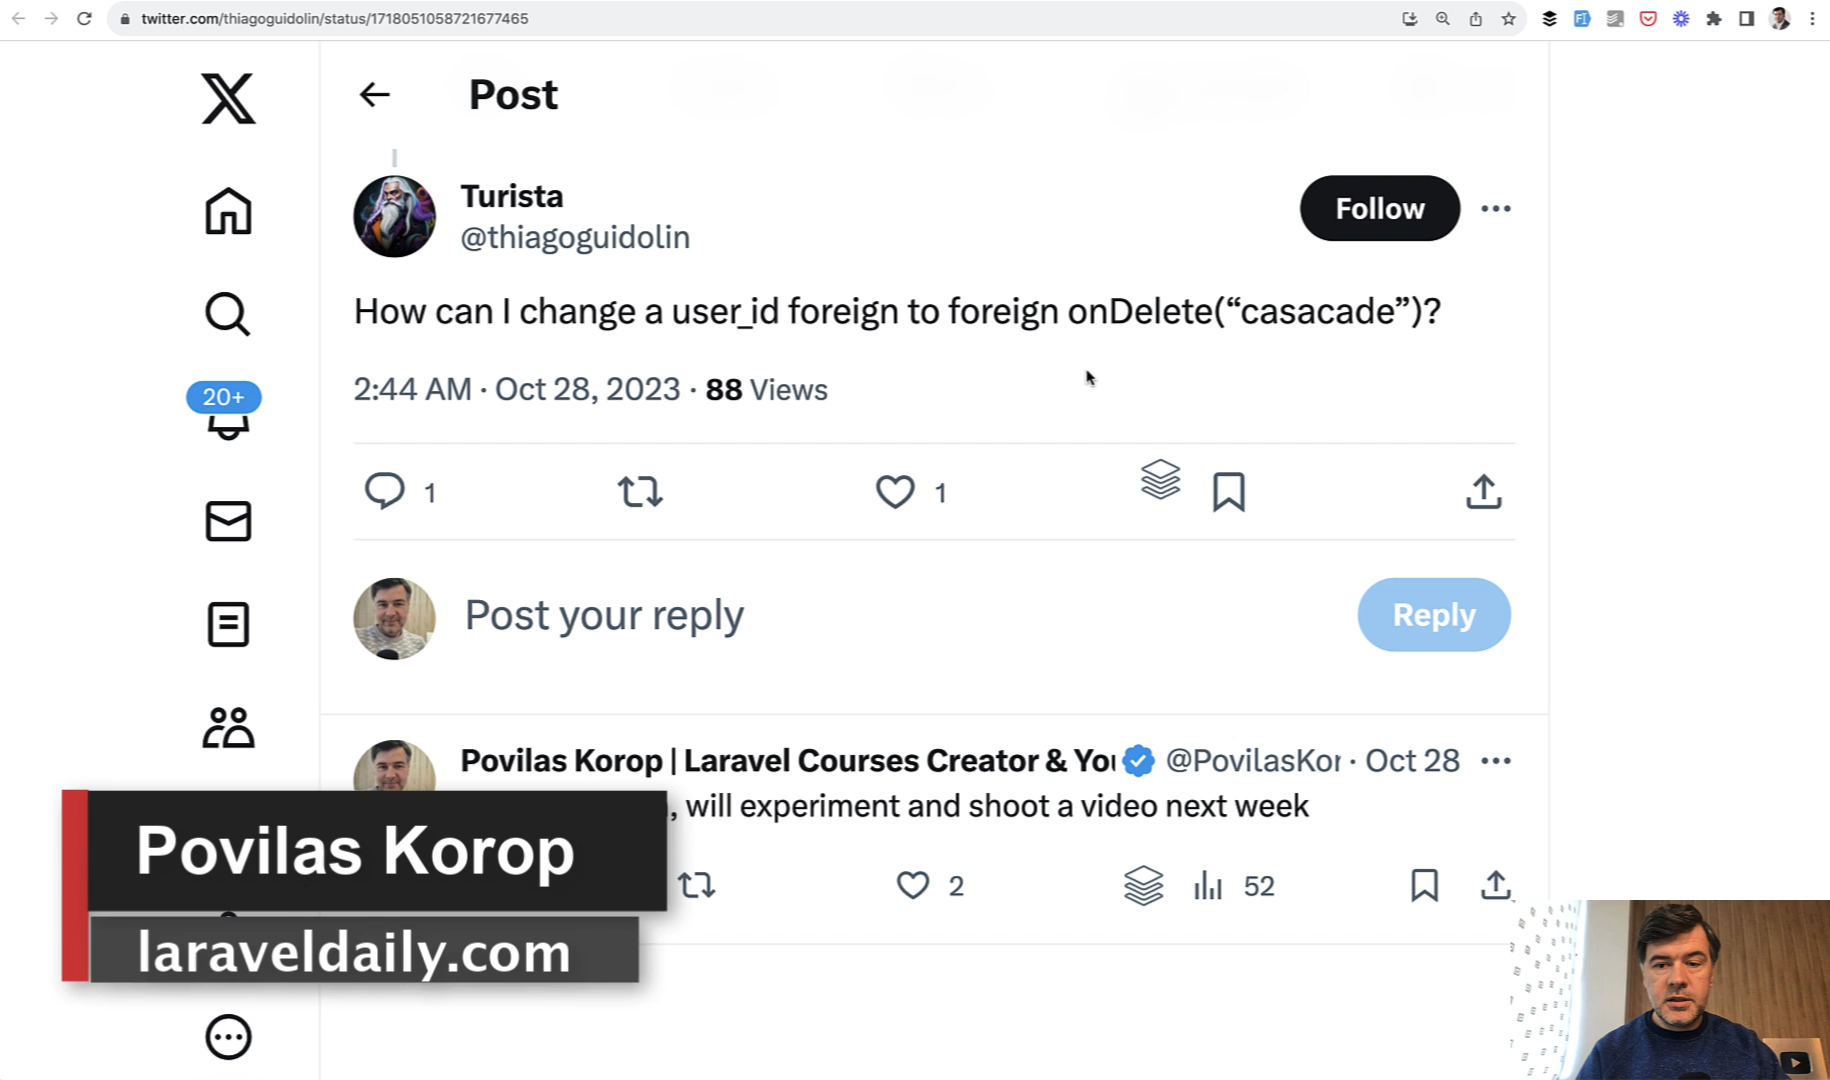 twitter.com/thiagoguidolin/status/1718051058721677465
Post
Turista
@thiagoguidolin
Follow
How can I change a user_id foreign to foreign onDelete(“casacade”)?
2:44 AM · Oct 28, 2023 · 88 Views
20+
1
1
Post your reply
Reply
Povilas Korop | Laravel Courses Creator & You @PovilasKor · Oct 28
, will experiment and shoot a video next week
2
52
Povilas Korop
laraveldaily.com